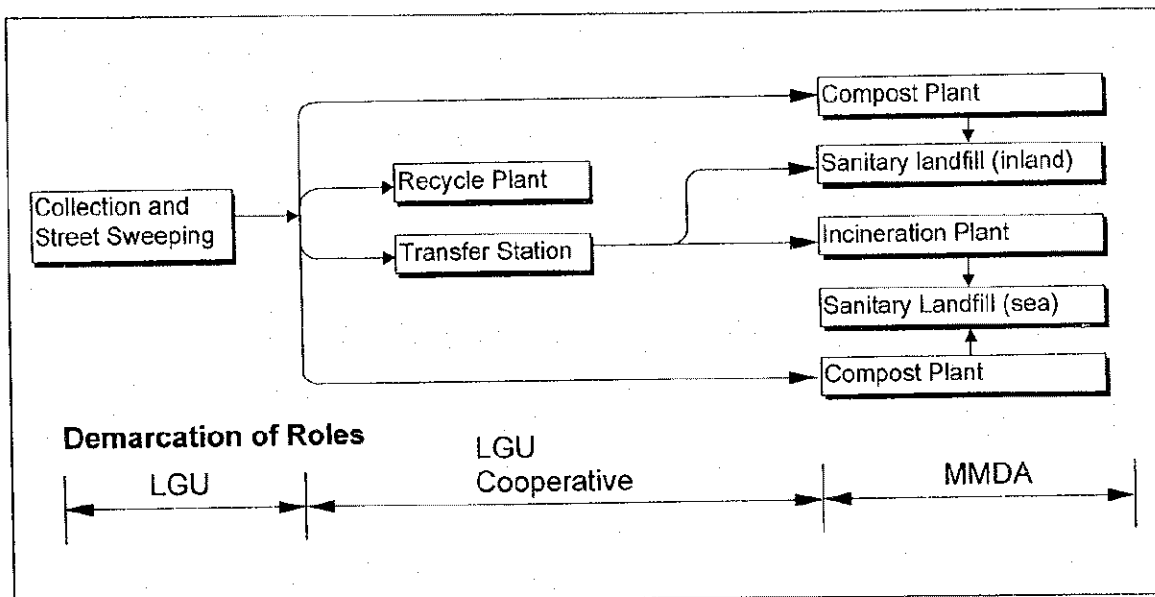 Compost Plant
Sanitary landfill (inland)
Recycle Plant
Collection and
Street Sweeping
Transfer Station
Incineration Plant
Sanitary Landfill (sea)
Compost Plant
Demarcation of Roles
LGU
LGU
Cooperative
MMDA